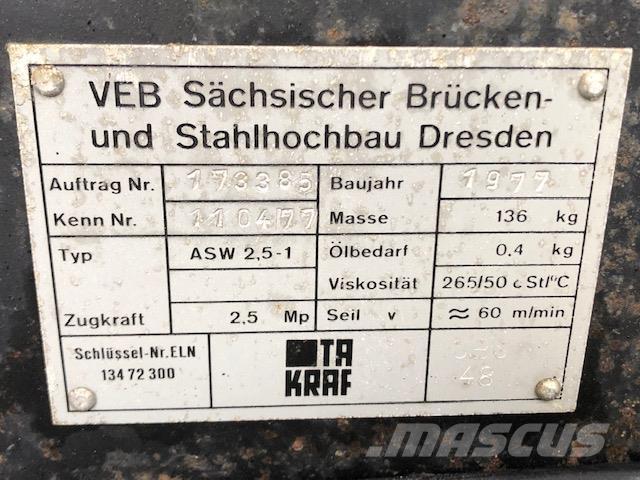 VEB Sächsischer Brücken-
und Stahlhochbau Dresden
Auftrag Nr. 173385 Baujahr 1977
Kenn Nr. 110477 Masse 136 kg
Typ ASW 2,5-1 Ölbedarf 0,4 kg
Viskosität 265/50 cSt/°C
Zugkraft 2,5 Mp Seil v ≈ 60 m/min
Schlüssel-Nr. ELN
134 72 300
TA
KRAF
48
MASCUS